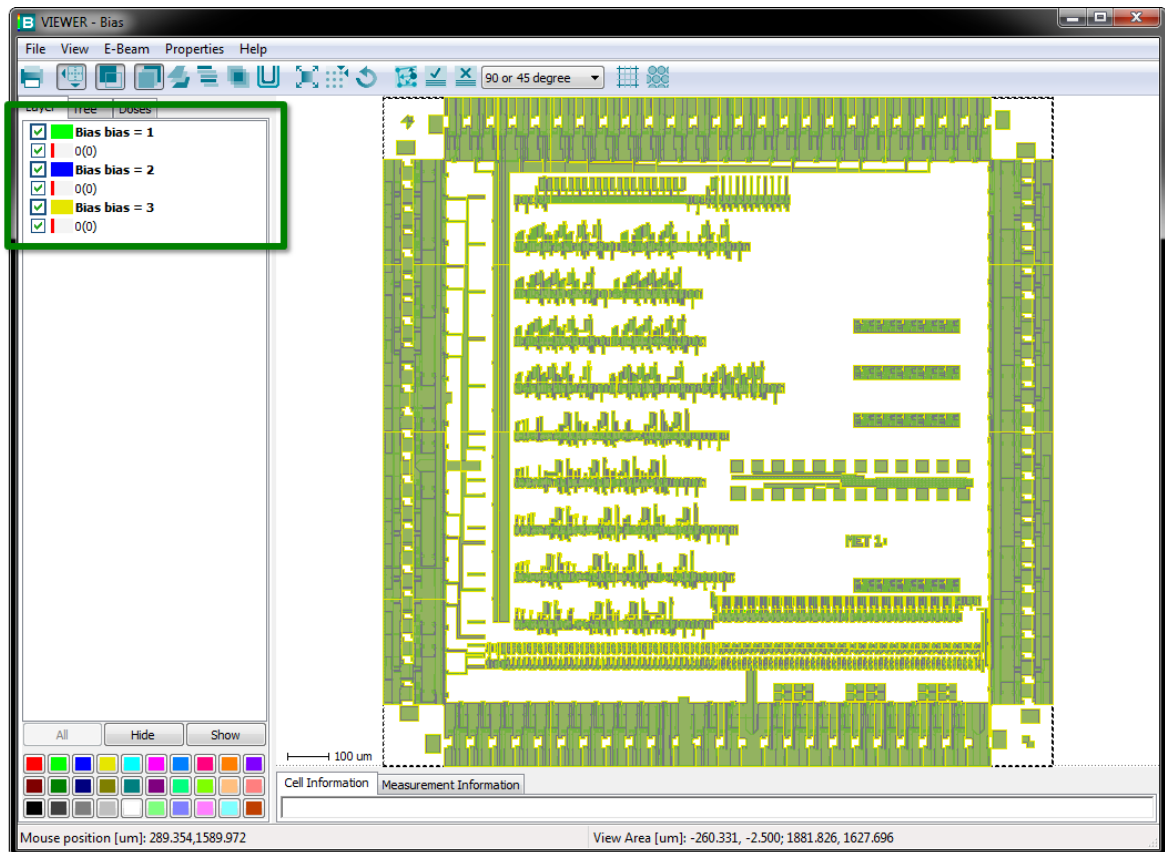 B VIEWER - Bias
File View E-Beam Properties Help
90 or 45 degree
Layer Tree Doses
Bias bias = 1
0(0)
Bias bias = 2
0(0)
Bias bias = 3
0(0)
MET 1
All Hide Show
100 um
Cell Information Measurement Information
Mouse position [um]: 289.354,1589.972 View Area [um]: -260.331, -2.500; 1881.826, 1627.696